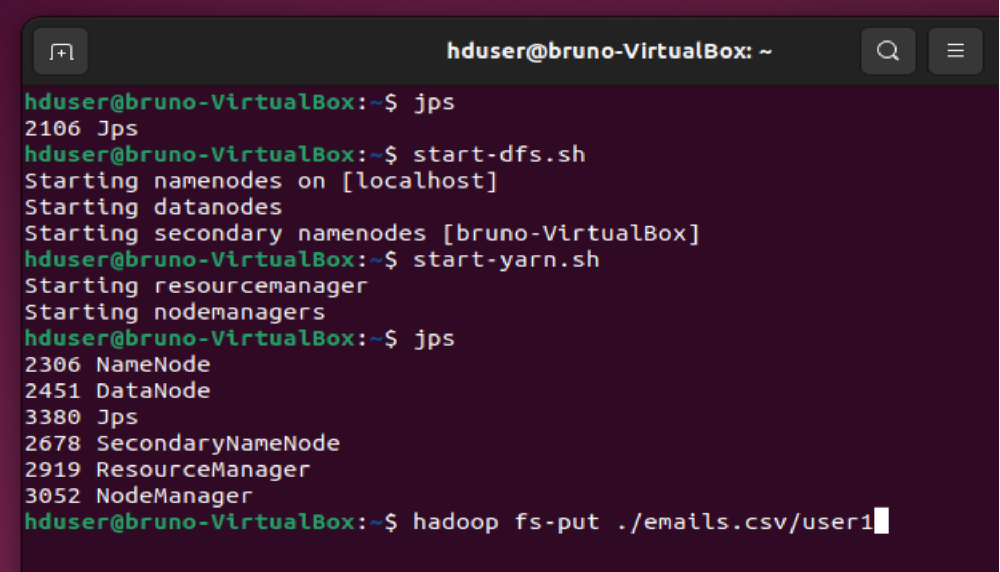 hduser@bruno-VirtualBox: ~
hduser@bruno-VirtualBox:~$ jps
2106 Jps
hduser@bruno-VirtualBox:~$ start-dfs.sh
Starting namenodes on [localhost]
Starting datanodes
Starting secondary namenodes [bruno-VirtualBox]
hduser@bruno-VirtualBox:~$ start-yarn.sh
Starting resourcemanager
Starting nodemanagers
hduser@bruno-VirtualBox:~$ jps
2306 NameNode
2451 DataNode
3380 Jps
2678 SecondaryNameNode
2919 ResourceManager
3052 NodeManager
hduser@bruno-VirtualBox:~$ hadoop fs-put ./emails.csv/user1